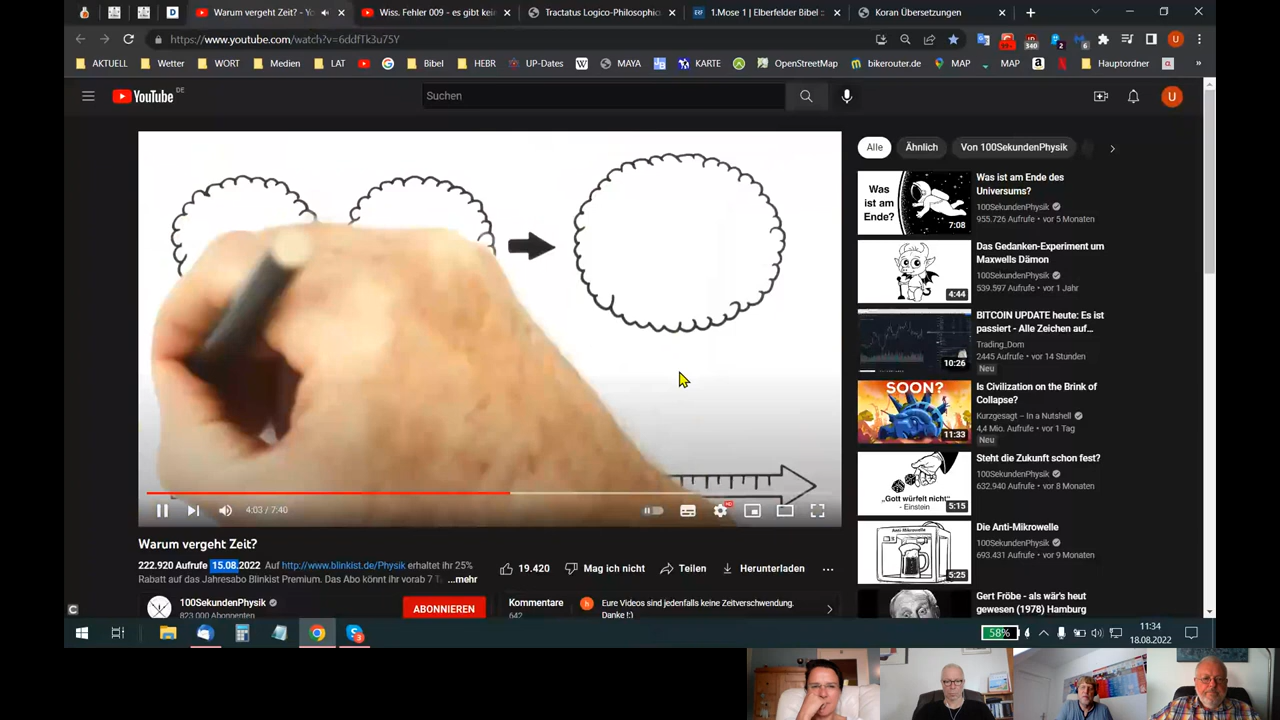 Warum vergeht Zeit? - Yo
Wiss. Fehler 009 - es gibt kei
Tractatus Logico-Philosophic
1.Mose 1 | Elberfelder Bibel ::
Koran Übersetzungen
https://www.youtube.com/watch?v=6ddfTk3u75Y
AKTUELL
Wetter
WORT
Medien
LAT
Bibel
HEBR
UP-Dates
MAYA
KARTE
OpenStreetMap
bikerouter.de
MAP
MAP
Hauptordner
YouTube DE
Suchen
U
Alle
Ähnlich
Von 100SekundenPhysik
Was ist am Ende?
7:08
Was ist am Ende des
Universums?
100SekundenPhysik
955.726 Aufrufe • vor 5 Monaten
4:44
Das Gedanken-Experiment um
Maxwells Dämon
100SekundenPhysik
539.597 Aufrufe • vor 1 Jahr
10:26
BITCOIN UPDATE heute: Es ist
passiert - Alle Zeichen auf...
Trading_Dom
2445 Aufrufe • vor 14 Stunden
Neu
SOON?
11:33
Is Civilization on the Brink of
Collapse?
Kurzgesagt – In a Nutshell
4,4 Mio. Aufrufe • vor 1 Tag
Neu
„Gott würfelt nicht"
- Einstein
5:15
Steht die Zukunft schon fest?
100SekundenPhysik
632.940 Aufrufe • vor 8 Monaten
Anti Mikrowelle
5:25
Die Anti-Mikrowelle
100SekundenPhysik
693.431 Aufrufe • vor 9 Monaten
Gert Fröbe - als wär's heut
gewesen (1978) Hamburg
4:03 / 7:40
Warum vergeht Zeit?
222.920 Aufrufe 15.08.2022 Auf http://www.blinkist.de/Physik erhaltet ihr 25%
Rabatt auf das Jahresabo Blinkist Premium. Das Abo könnt ihr vorab 7 T ...mehr
19.420
Mag ich nicht
Teilen
Herunterladen
100SekundenPhysik
823.000 Abonnenten
ABONNIEREN
Kommentare
642
Eure Videos sind jedenfalls keine Zeitverschwendung.
Danke !:)
58%
11:34
18.08.2022